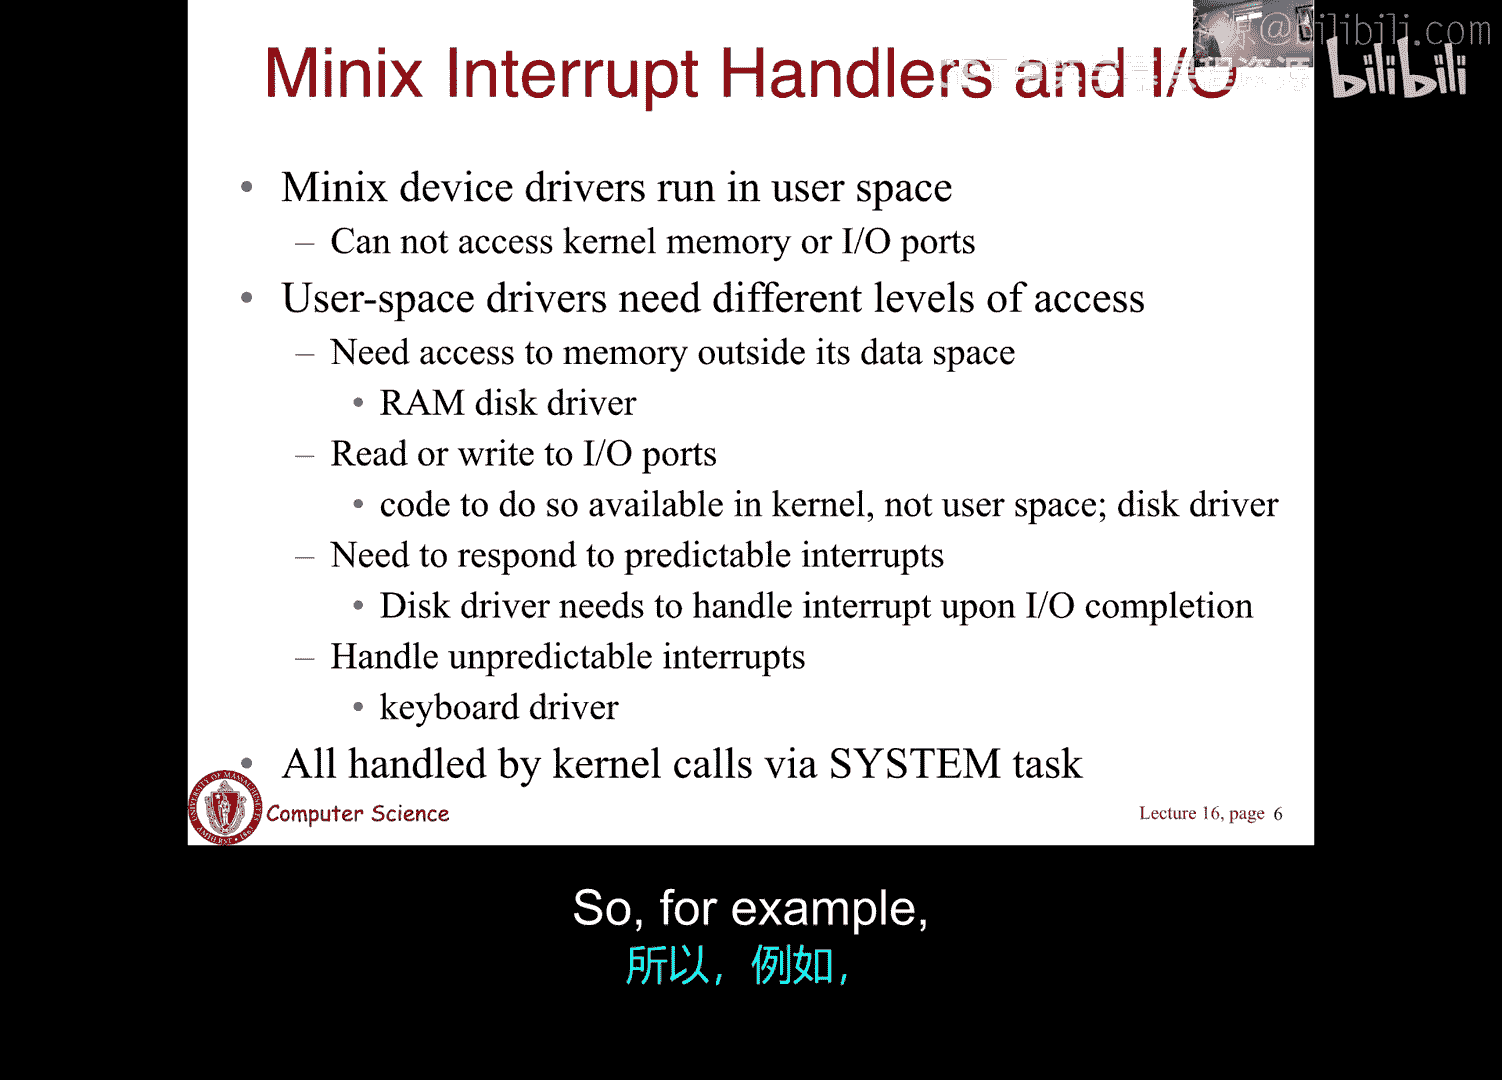 Minix Interrupt Handlers and I/O
bilibili
• Minix device drivers run in user space
– Can not access kernel memory or I/O ports
• User-space drivers need different levels of access
– Need access to memory outside its data space
• RAM disk driver
– Read or write to I/O ports
• code to do so available in kernel, not user space; disk driver
– Need to respond to predictable interrupts
• Disk driver needs to handle interrupt upon I/O completion
– Handle unpredictable interrupts
• keyboard driver
• All handled by kernel calls via SYSTEM task
UNIVERSITY OF MASSACHUSETTS
AMHERST • 1863
Computer Science
Lecture 16, page 6
So, for example,
所以，例如，